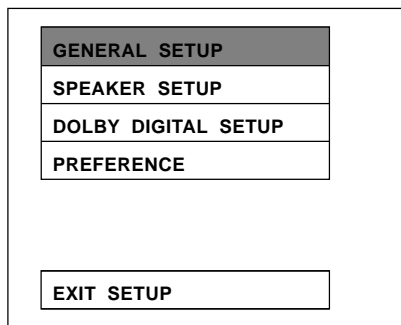 GENERAL SETUP
SPEAKER SETUP
DOLBY DIGITAL SETUP
PREFERENCE
EXIT SETUP